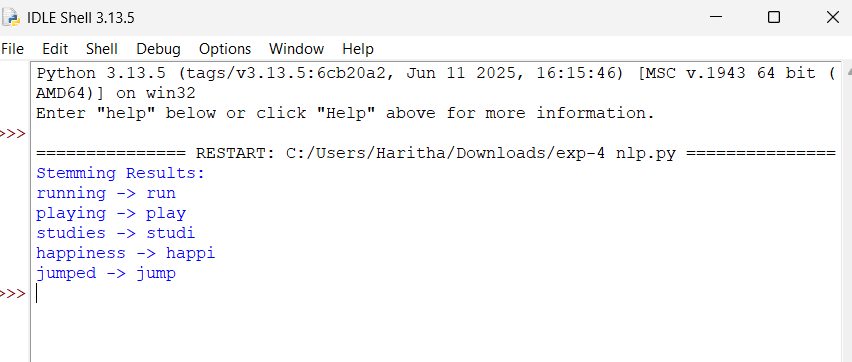 IDLE Shell 3.13.5
File Edit Shell Debug Options Window Help
Python 3.13.5 (tags/v3.13.5:6cb20a2, Jun 11 2025, 16:15:46) [MSC v.1943 64 bit (
AMD64)] on win32
Enter "help" below or click "Help" above for more information.
>>>
=============== RESTART: C:/Users/Haritha/Downloads/exp-4 nlp.py ===============
Stemming Results:
running -> run
playing -> play
studies -> studi
happiness -> happi
jumped -> jump
>>>